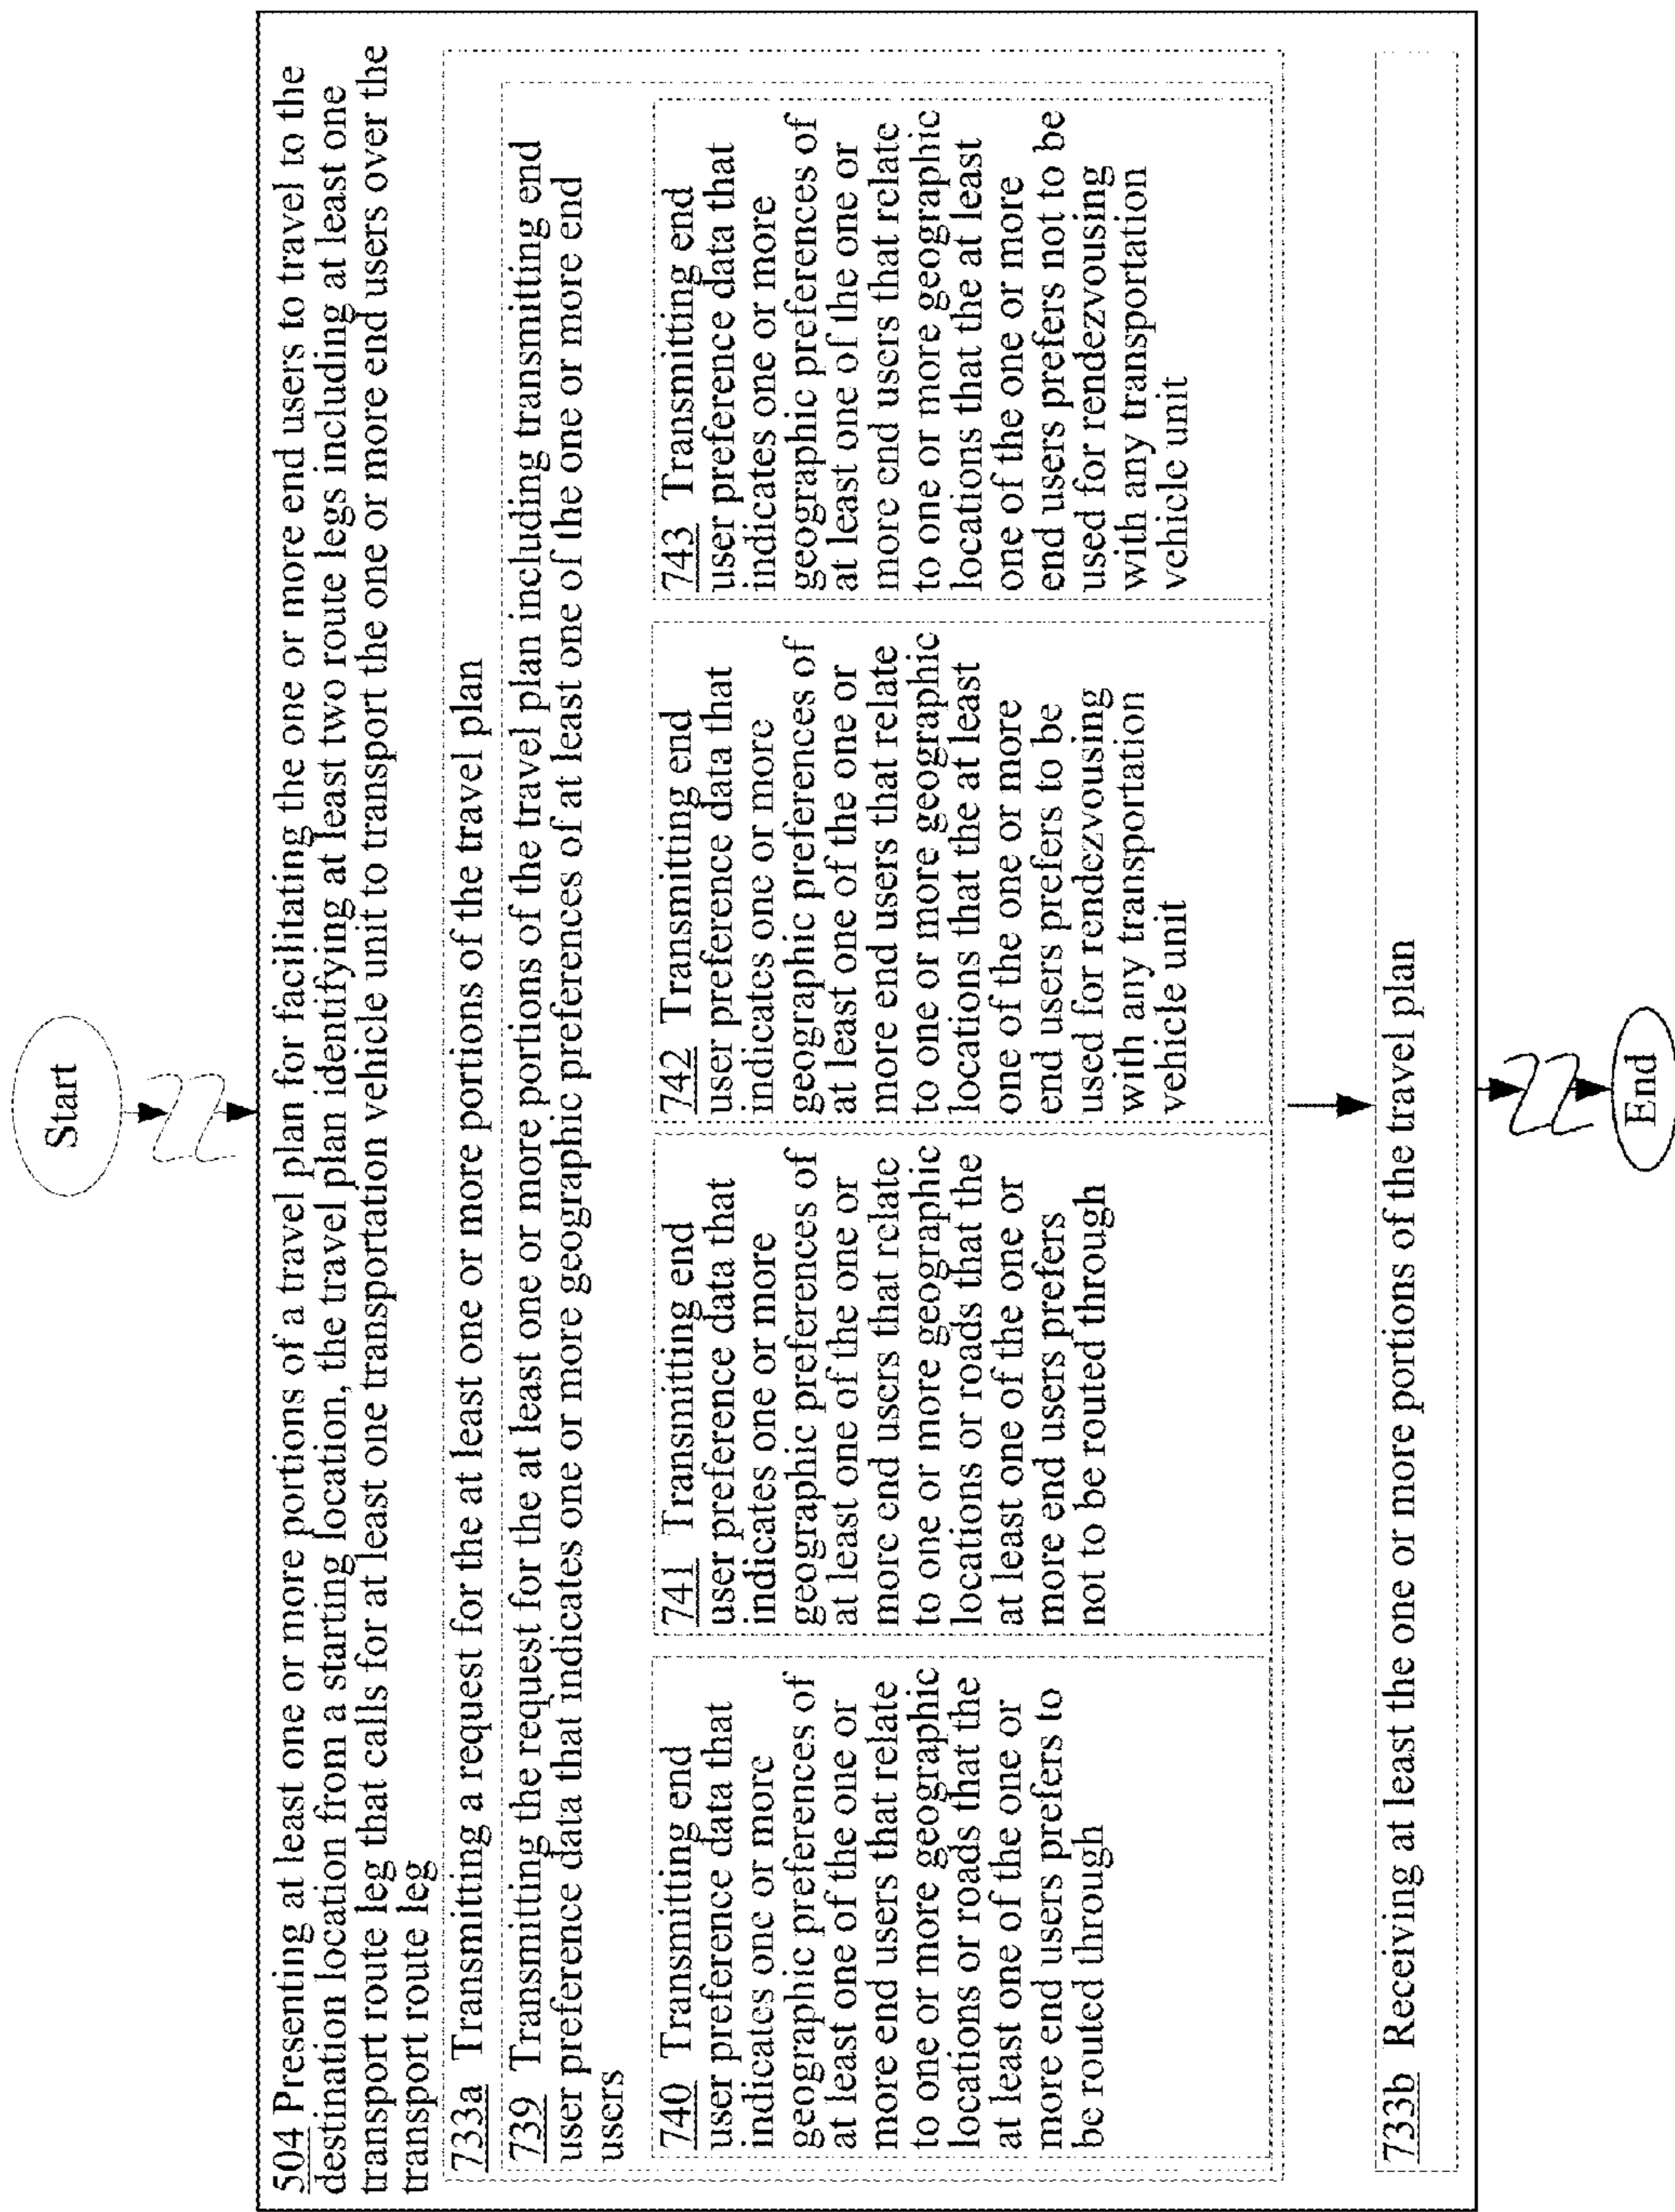 Start
504 Presenting at least one or more portions of a travel plan for facilitating the one or more end users to travel to the
destination location from a starting location, the travel plan identifying at least two route legs including at least one
transport route leg that calls for at least one transportation vehicle unit to transport the one or more end users over the
transport route leg
733a Transmitting a request for the at least one or more portions of the travel plan
739 Transmitting the request for the at least one or more portions of the travel plan including transmitting end
user preference data that indicates one or more geographic preferences of at least one of the one or more end
users
740 Transmitting end
user preference data that
indicates one or more
geographic preferences of
at least one of the one or
more end users that relate
to one or more geographic
locations or roads that the
at least one of the one or
more end users prefers to
be routed through
741 Transmitting end
user preference data that
indicates one or more
geographic preferences of
at least one of the one or
more end users that relate
to one or more geographic
locations or roads that the
at least one of the one or
more end users prefers
not to be routed through
742 Transmitting end
user preference data that
indicates one or more
geographic preferences of
at least one of the one or
more end users that relate
to one or more geographic
locations that the at least
one of the one or more
end users prefers to be
used for rendezvousing
with any transportation
vehicle unit
743 Transmitting end
user preference data that
indicates one or more
geographic preferences of
at least one of the one or
more end users that relate
to one or more geographic
locations that the at least
one of the one or more
end users prefers not to be
used for rendezvousing
with any transportation
vehicle unit
733b Receiving at least the one or more portions of the travel plan
End